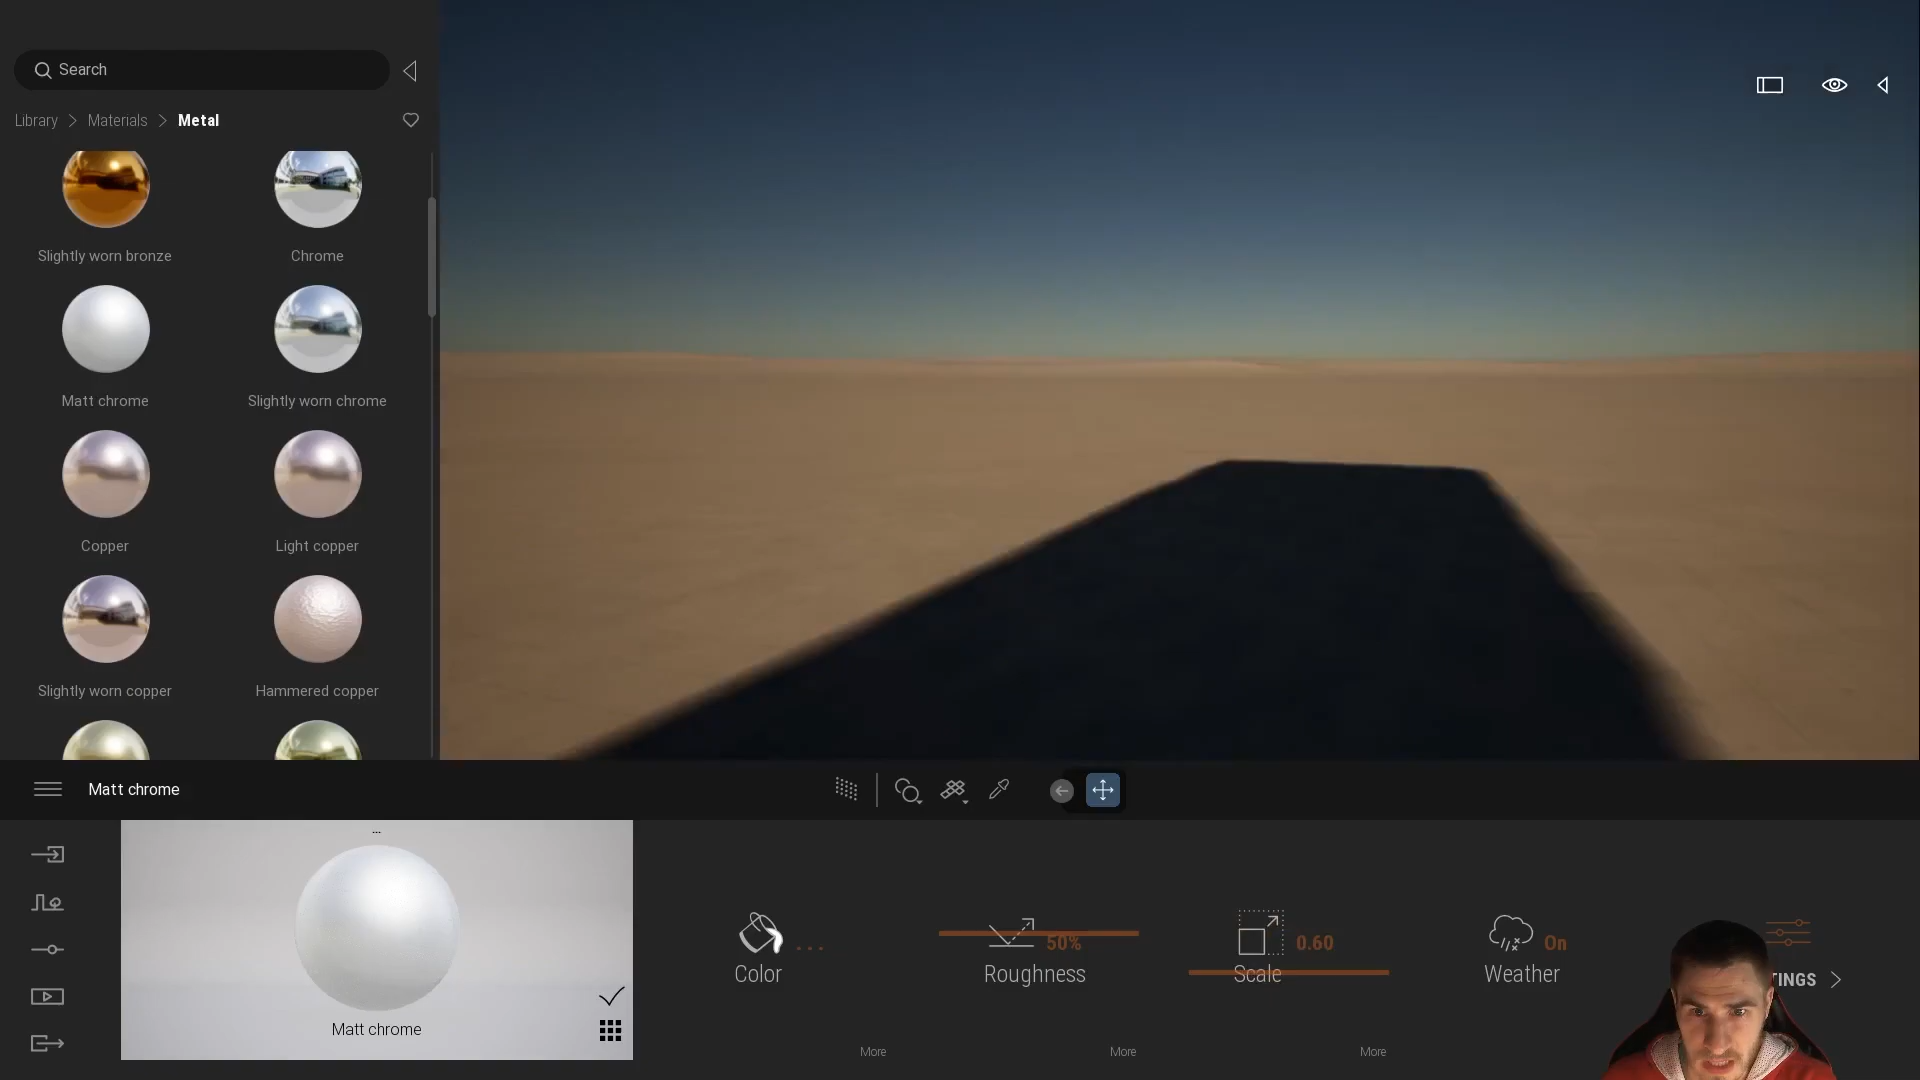 Search
Library Materials Metal
Slightly worn bronze
Chrome
Matt chrome
Slightly worn chrome
Copper
Light copper
Slightly worn copper
Hammered copper
Matt chrome
...
Matt chrome
Color ...
Roughness 50%
Scale 0.60
Weather On
TINGS
More
More
More